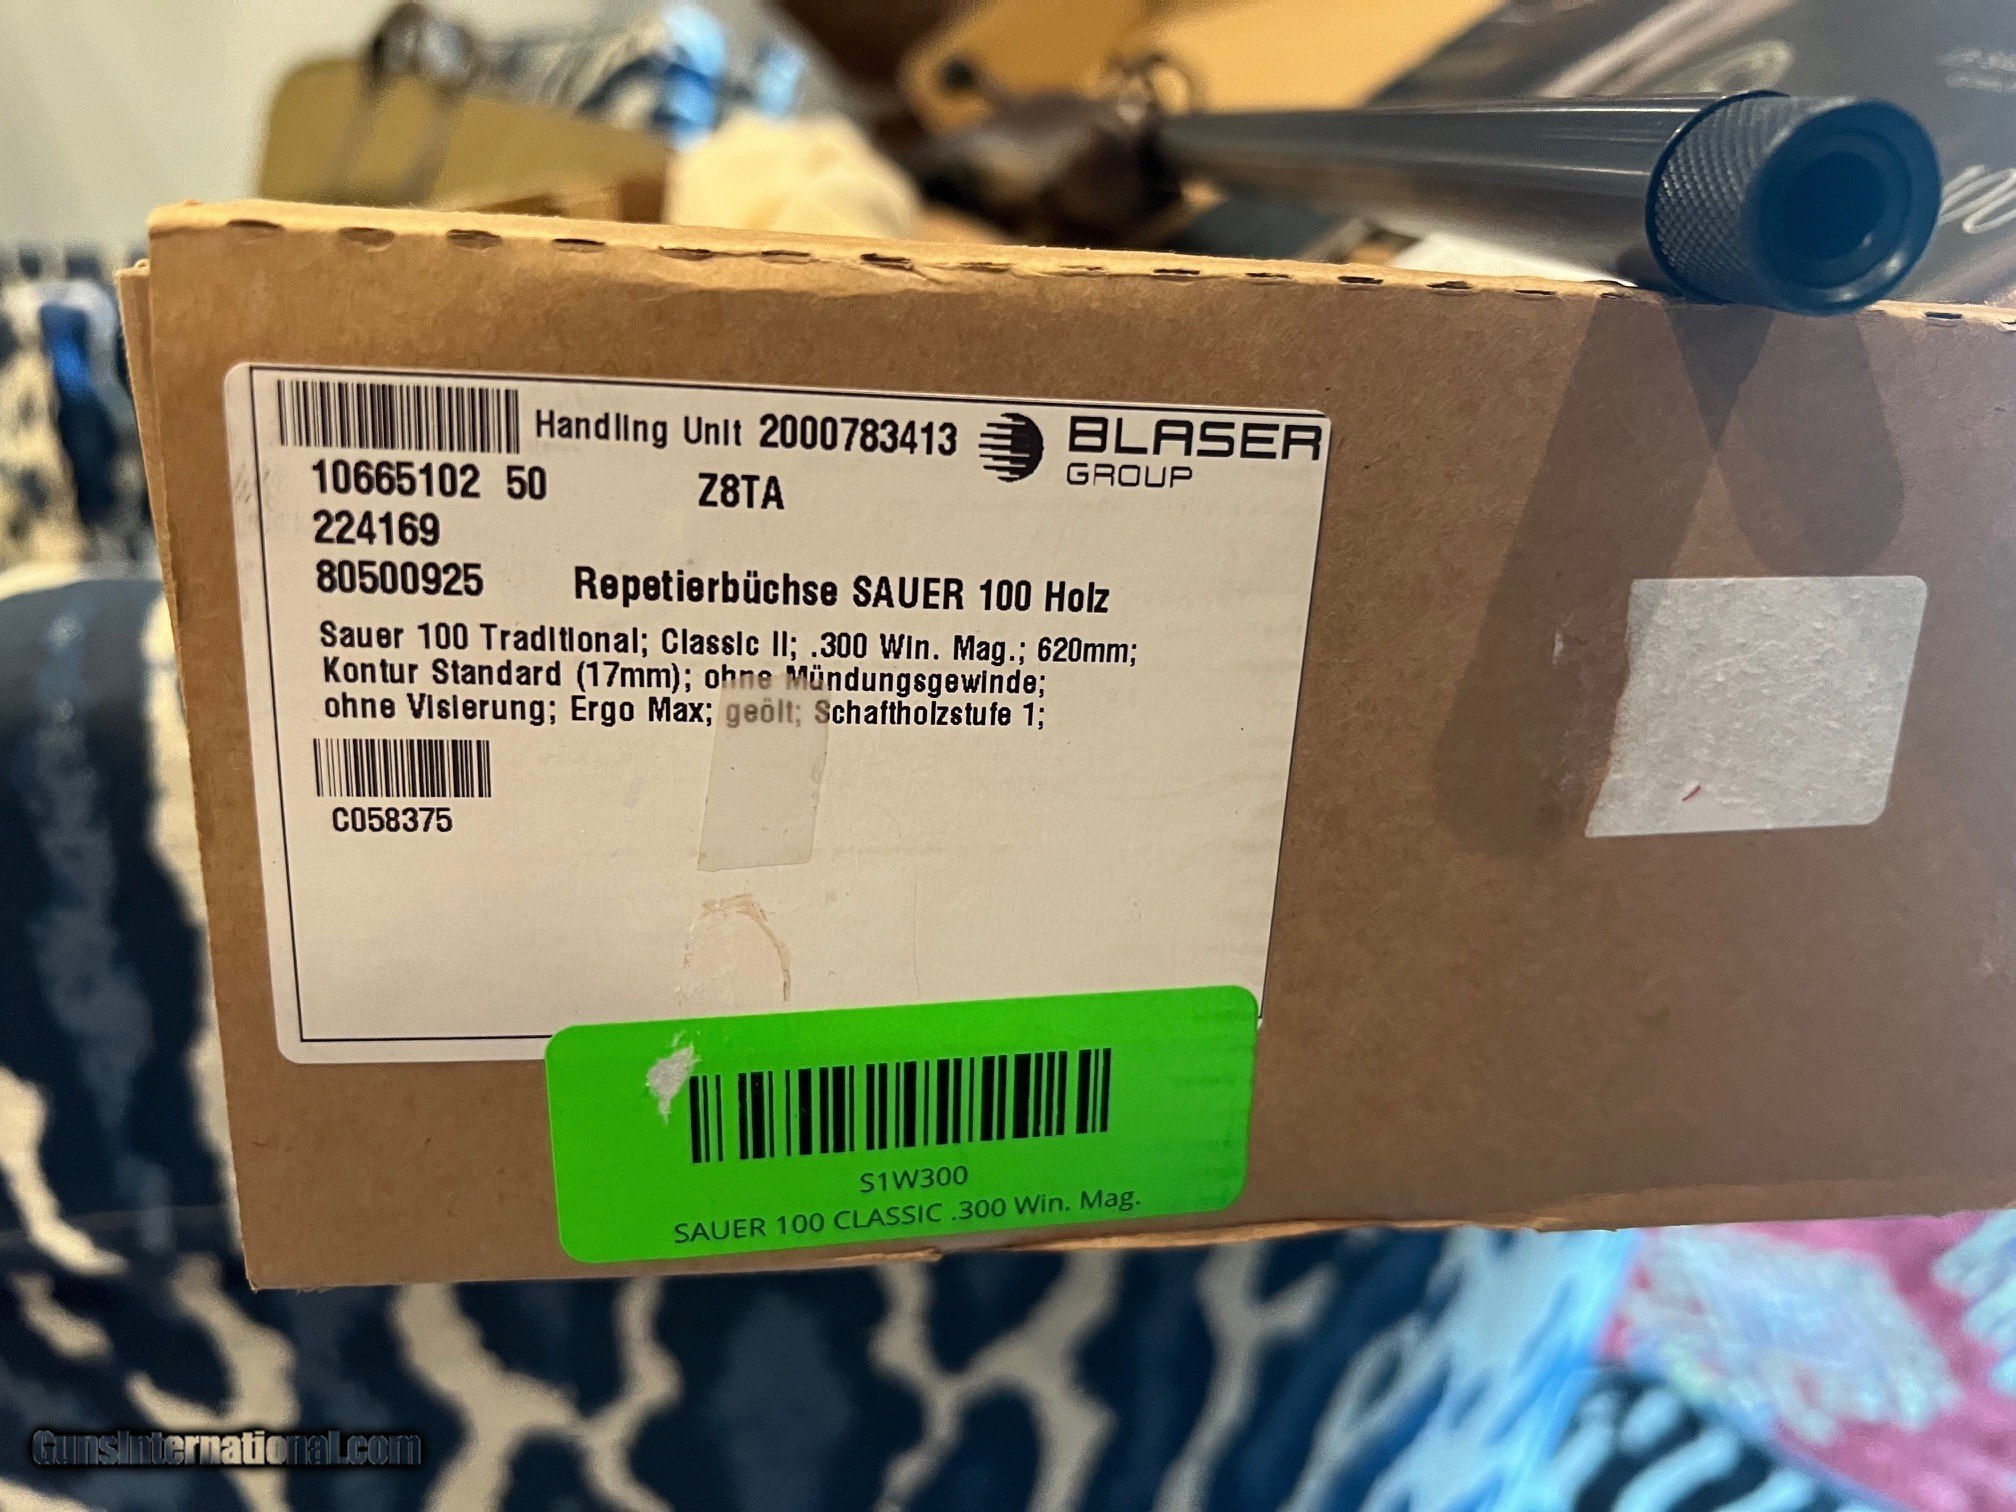 Handling Unit 2000783413
BLASER
GROUP
10665102 50 Z8TA
224169
80500925 Repetierbüchse SAUER 100 Holz
Sauer 100 Traditional; Classic II; .300 Win. Mag.; 620mm;
Kontur Standard (17mm); ohne Mündungsgewinde;
ohne Visierung; Ergo Max; geölt; Schaftholzstufe 1;
C058375
S1W300
SAUER 100 CLASSIC .300 Win. Mag.
GunsInternational.com